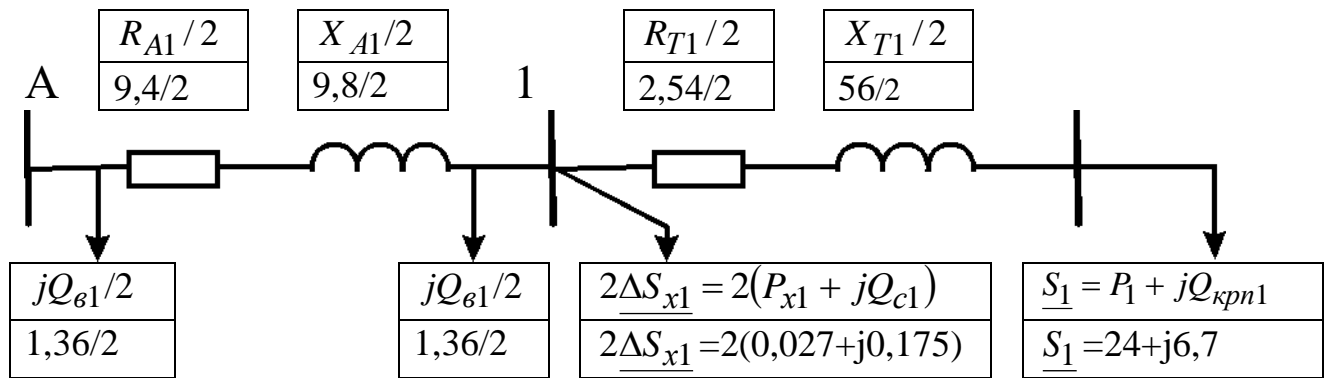 R_{A1}/2 X_{A1}/2 R_{T1}/2 X_{T1}/2
A 9,4/2 9,8/2 1 2,54/2 56/2
jQ_{в1}/2 jQ_{в1}/2 2ΔS_{x1} = 2(P_{x1} + jQ_{c1}) S_1 = P_1 + jQ_{крп1}
1,36/2 1,36/2 2ΔS_{x1}=2(0,027+j0,175) S_1=24+j6,7